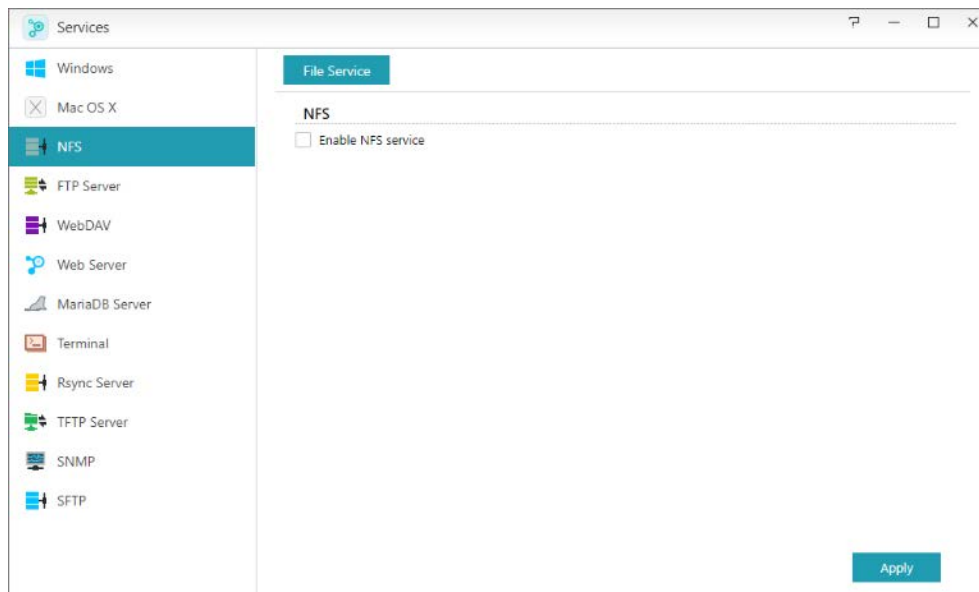 Services
Windows
Mac OS X
NFS
FTP Server
WebDAV
Web Server
MariaDB Server
Terminal
Rsync Server
TFTP Server
SNMP
SFTP
File Service
NFS
Enable NFS service
Apply